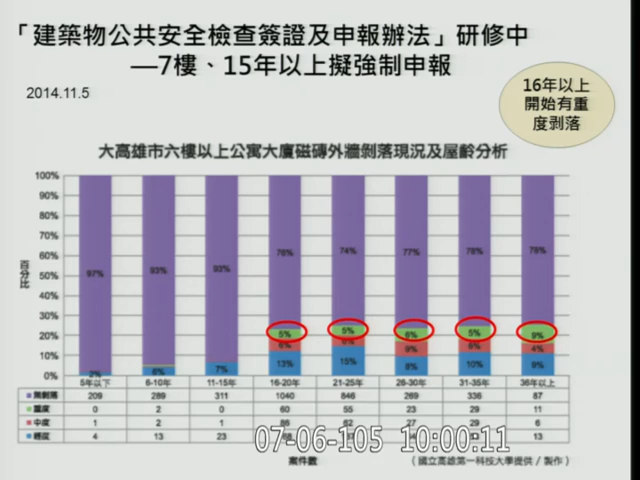 「建築物公共安全檢查簽證及申報辦法」研修中
—7樓、15年以上擬強制申報
2014.11.5
16年以上
開始有重
度剥落
大高雄市六樓以上公寓大廈磁磚外牆剝落現況及屋齡分析
百分比
100%
90%
80%
70%
60%
50%
40%
30%
20%
10%
0%
97% 93% 93% 76% 74% 77% 78% 78%
5% 5% 6% 5% 9%
9% 4%
2% 6% 7% 13% 15% 8% 10% 9%
5年以下 6-10年 11-15年 16-20年 21-25年 26-30年 31-35年 36年以上
無剝落 209 289 311 1040 846 269 336 87
重度 0 2 0 60 55 23 29 11
中度 1 2 1 62 27 29 6
輕度 4 13 23 13
07-06-105 10:00:11
案件數
（國立高雄第一科技大學提供 / 製作）